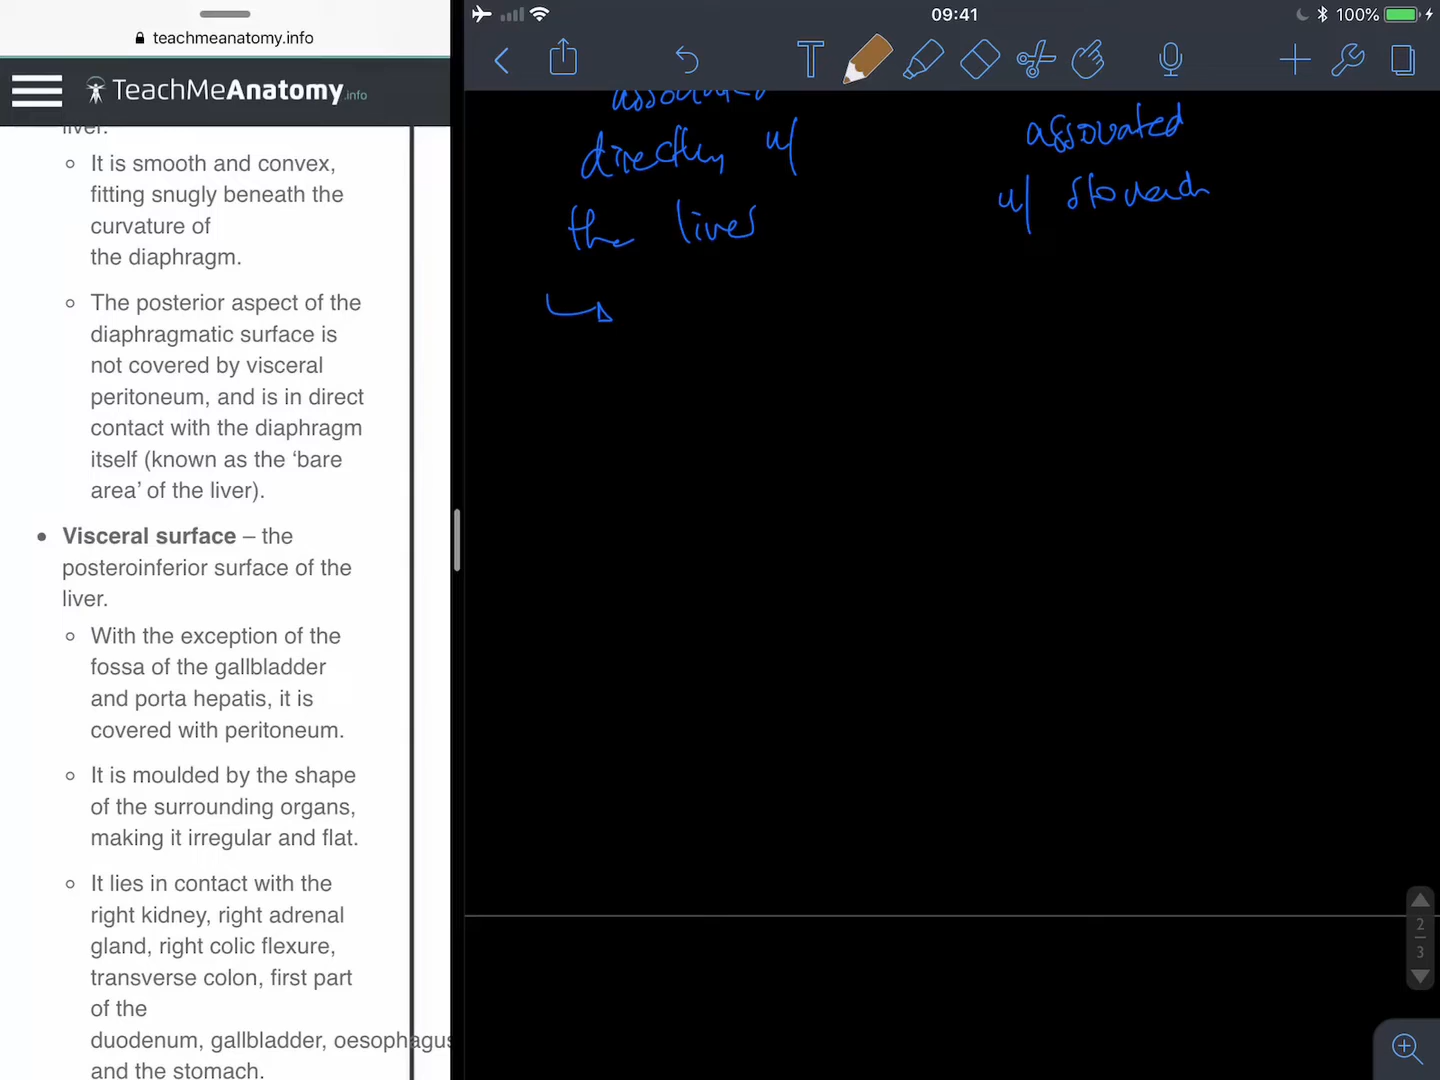 teachmeanatomy.info
TeachMeAnatomy.info
liver.
It is smooth and convex,
fitting snugly beneath the
curvature of
the diaphragm.
The posterior aspect of the
diaphragmatic surface is
not covered by visceral
peritoneum, and is in direct
contact with the diaphragm
itself (known as the ‘bare
area’ of the liver).
Visceral surface – the
posteroinferior surface of the
liver.
With the exception of the
fossa of the gallbladder
and porta hepatis, it is
covered with peritoneum.
It is moulded by the shape
of the surrounding organs,
making it irregular and flat.
It lies in contact with the
right kidney, right adrenal
gland, right colic flexure,
transverse colon, first part
of the
duodenum, gallbladder, oesophagus
and the stomach.
09:41
100%
T
associated
directly w/
the liver
associated
w/ stomach
2
3